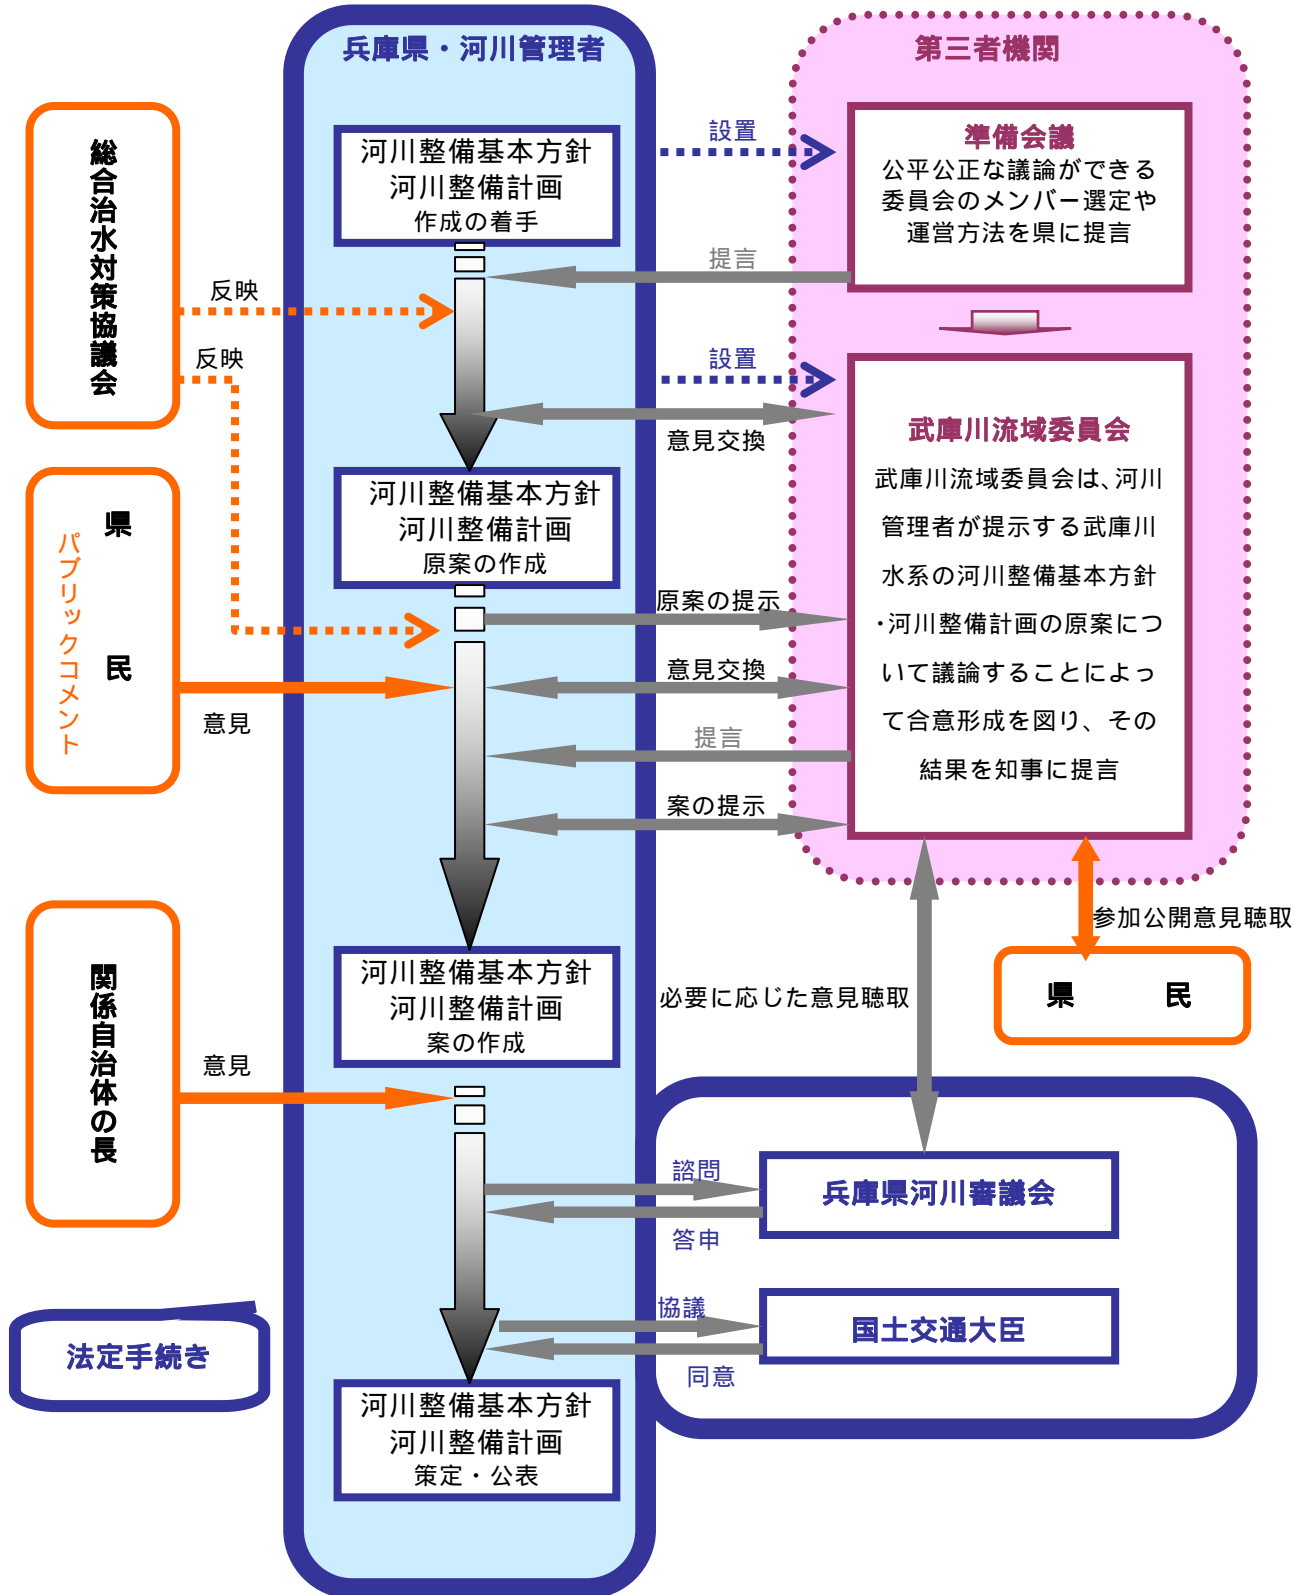 兵庫県・河川管理者
第三者機関
総合治水対策協議会
河川整備基本方針
河川整備計画
作成の着手
設置
準備会議
公平公正な議論ができる
委員会のメンバー選定や
運営方法を県に提言
提言
反映
反映
設置
意見交換
武庫川流域委員会
武庫川流域委員会は、河川
管理者が提示する武庫川
水系の河川整備基本方針
・河川整備計画の原案につ
いて議論することによっ
て合意形成を図り、その
結果を知事に提言
県 民
パブリックコメント
河川整備基本方針
河川整備計画
原案の作成
原案の提示
意見交換
意見
提言
案の提示
参加公開意見聴取
県 民
必要に応じた意見聴取
関係自治体の長
河川整備基本方針
河川整備計画
案の作成
意見
諮問
兵庫県河川審議会
答申
協議
国土交通大臣
同意
法定手続き
河川整備基本方針
河川整備計画
策定・公表